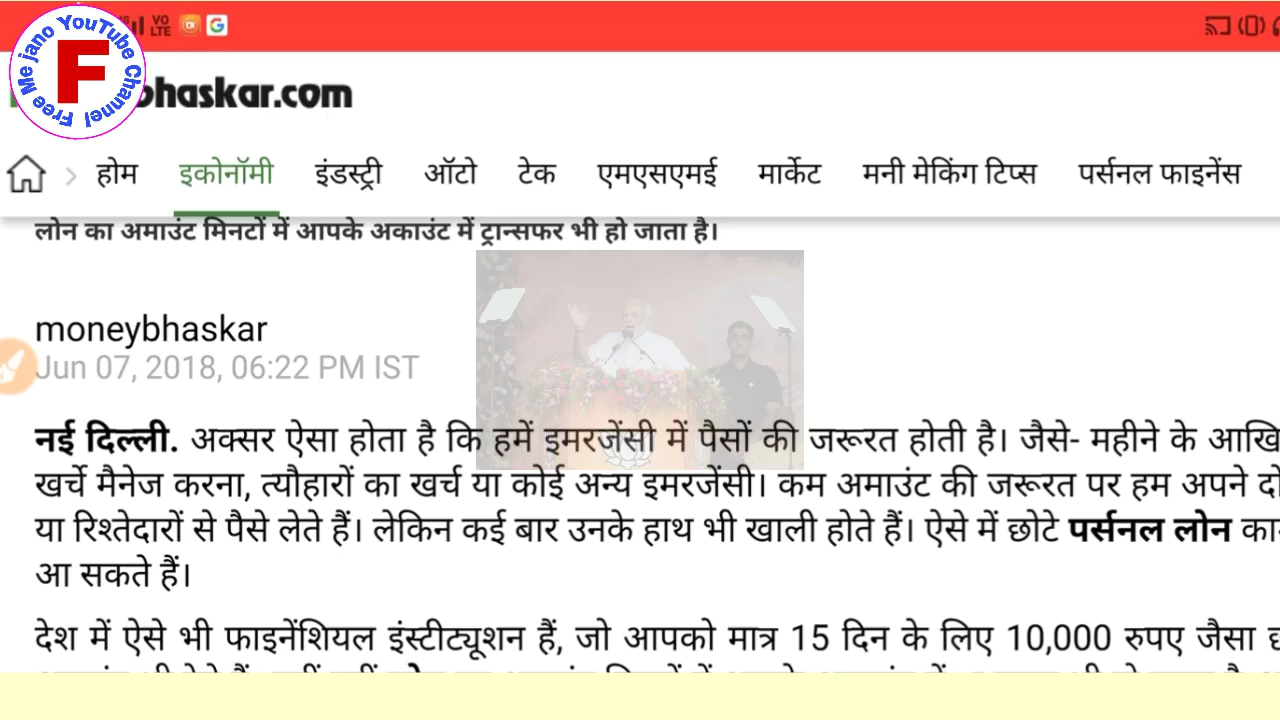 VO
LTE
G
Free Me jano YouTube Channel
F
bhaskar.com
होम इकोनॉमी इंडस्ट्री ऑटो टेक एमएसएमई मार्केट मनी मेकिंग टिप्स पर्सनल फाइनेंस
लोन का अमाउंट मिनटों में आपके अकाउंट में ट्रान्सफर भी हो जाता है।
moneybhaskar
Jun 07, 2018, 06:22 PM IST
नई दिल्ली. अक्सर ऐसा होता है कि हमें इमरजेंसी में पैसों की जरूरत होती है। जैसे- महीने के आखि
खर्चे मैनेज करना, त्यौहारों का खर्च या कोई अन्य इमरजेंसी। कम अमाउंट की जरूरत पर हम अपने दो
या रिश्तेदारों से पैसे लेते हैं। लेकिन कई बार उनके हाथ भी खाली होते हैं। ऐसे में छोटे पर्सनल लोन का
आ सकते हैं।
देश में ऐसे भी फाइनेंशियल इंस्टीट्यूशन हैं, जो आपको मात्र 15 दिन के लिए 10,000 रुपए जैसा